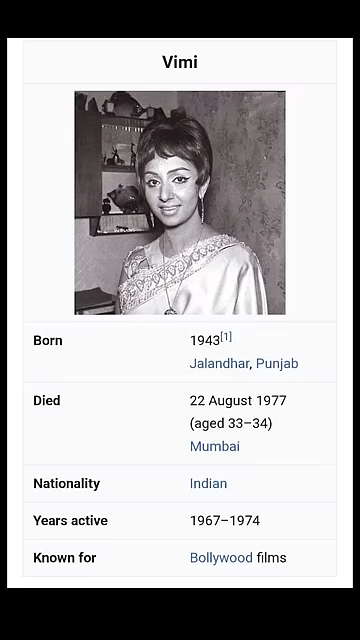 Vimi
Born 1943[1]
Jalandhar, Punjab
Died 22 August 1977
(aged 33–34)
Mumbai
Nationality Indian
Years active 1967–1974
Known for Bollywood films